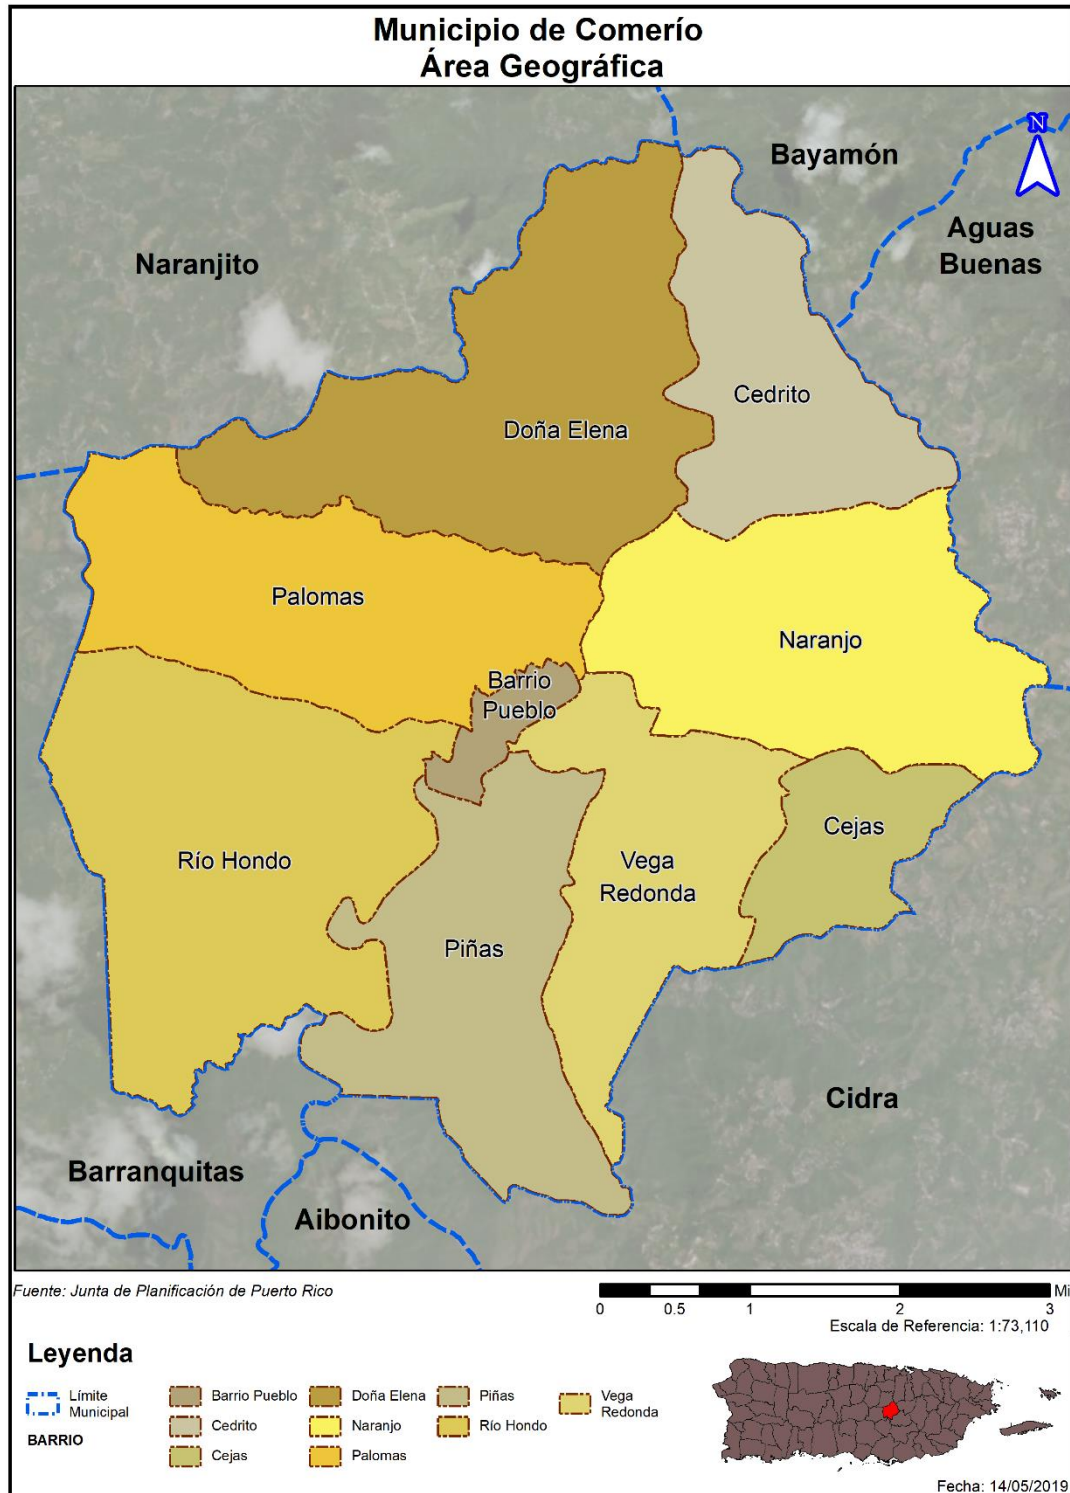 Municipio de Comerío
Área Geográfica
Bayamón
N
Aguas
Buenas
Naranjito
Cedrito
Doña Elena
Palomas
Naranjo
Barrio
Pueblo
Cejas
Río Hondo
Vega
Redonda
Piñas
Cidra
Barranquitas
Aibonito
Fuente: Junta de Planificación de Puerto Rico
Mi
0 0.5 1 2 3
Escala de Referencia: 1:73,110
Leyenda
Límite
Municipal
BARRIO
Barrio Pueblo
Cedrito
Cejas
Doña Elena
Naranjo
Palomas
Piñas
Río Hondo
Vega
Redonda
Fecha: 14/05/2019